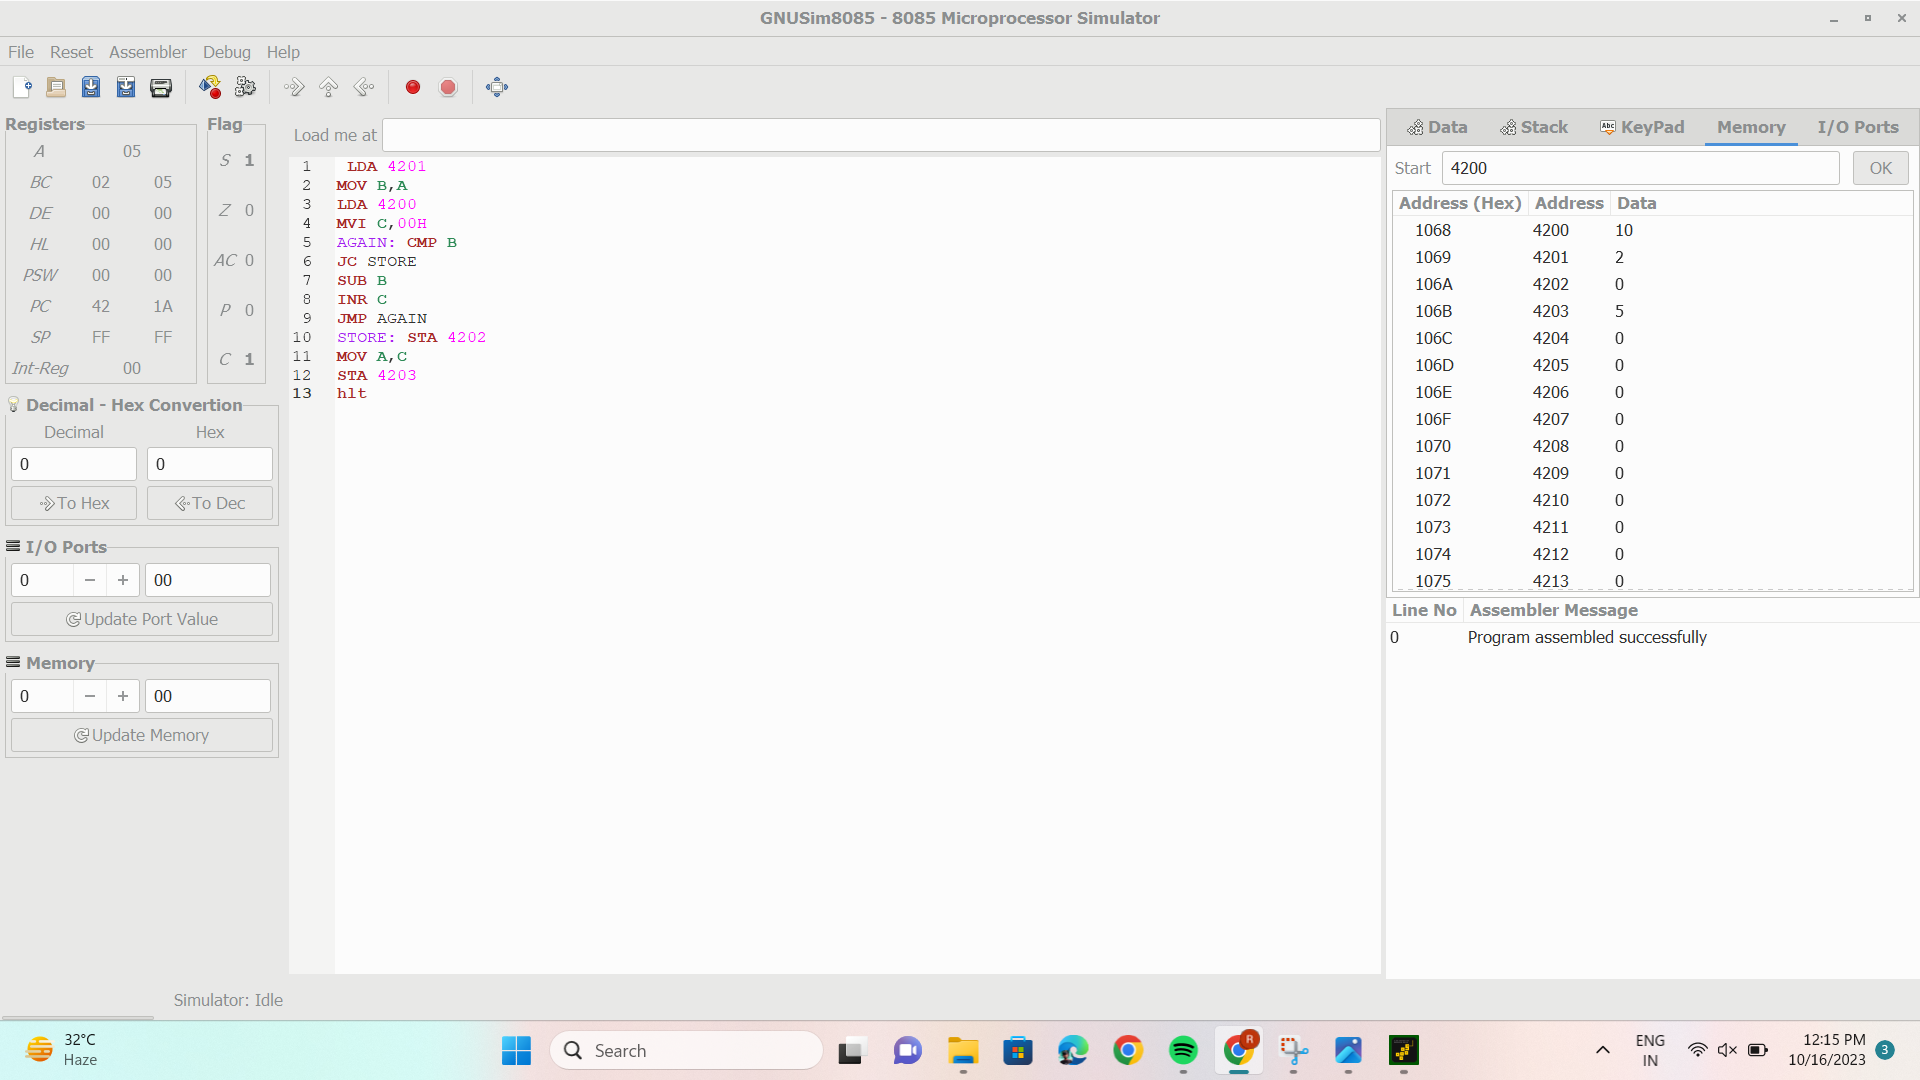 GNUSim8085 - 8085 Microprocessor Simulator
File Reset Assembler Debug Help
Registers
A 05
BC 02 05
DE 00 00
HL 00 00
PSW 00 00
PC 42 1A
SP FF FF
Int-Reg 00
Flag
S 1
Z 0
AC 0
P 0
C 1
Decimal - Hex Convertion
Decimal Hex
0 0
To Hex To Dec
I/O Ports
0 − + 00
Update Port Value
Memory
0 − + 00
Update Memory
Load me at
1 LDA 4201
2 MOV B,A
3 LDA 4200
4 MVI C,00H
5 AGAIN: CMP B
6 JC STORE
7 SUB B
8 INR C
9 JMP AGAIN
10 STORE: STA 4202
11 MOV A,C
12 STA 4203
13 hlt
Data Stack Abc KeyPad Memory I/O Ports
Start 4200 OK
Address (Hex) Address Data
1068 4200 10
1069 4201 2
106A 4202 0
106B 4203 5
106C 4204 0
106D 4205 0
106E 4206 0
106F 4207 0
1070 4208 0
1071 4209 0
1072 4210 0
1073 4211 0
1074 4212 0
1075 4213 0
Line No Assembler Message
0 Program assembled successfully
Simulator: Idle
32°C
Haze
Search
R
ENG
IN
12:15 PM
10/16/2023
3